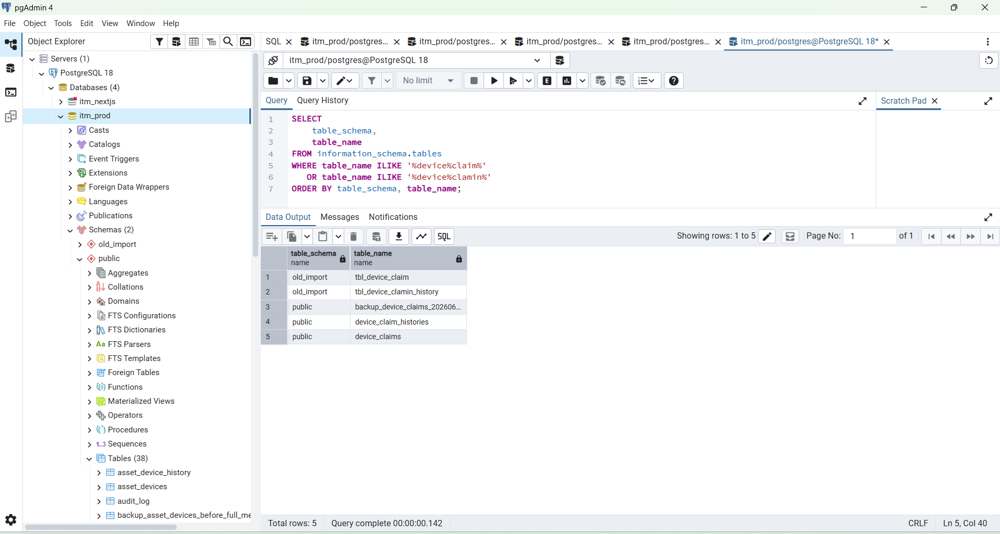 pgAdmin 4
File Object Tools Edit View Window Help
Object Explorer
SQL itm_prod/postgres... itm_prod/postgres... itm_prod/postgres... itm_prod/postgres... itm_prod/postgres@PostgreSQL 18*
Servers (1)
PostgreSQL 18
Databases (4)
itm_nextjs
itm_prod
Casts
Catalogs
Event Triggers
Extensions
Foreign Data Wrappers
Languages
Publications
Schemas (2)
old_import
public
Aggregates
Collations
Domains
FTS Configurations
FTS Dictionaries
Aa FTS Parsers
FTS Templates
Foreign Tables
Functions
Materialized Views
Operators
Procedures
1..3 Sequences
Tables (38)
asset_device_history
asset_devices
audit_log
backup_asset_devices_before_full_me
itm_prod/postgres@PostgreSQL 18
No limit
E
Query Query History
Scratch Pad
1 SELECT
2 table_schema,
3 table_name
4 FROM information_schema.tables
5 WHERE table_name ILIKE '%device%claim%'
6 OR table_name ILIKE '%device%clamin%'
7 ORDER BY table_schema, table_name;
Data Output Messages Notifications
SQL
Showing rows: 1 to 5 Page No: 1 of 1
table_schema table_name
name name
1 old_import tbl_device_claim
2 old_import tbl_device_clamin_history
3 public backup_device_claims_202606...
4 public device_claim_histories
5 public device_claims
Total rows: 5 Query complete 00:00:00.142 CRLF Ln 5, Col 40